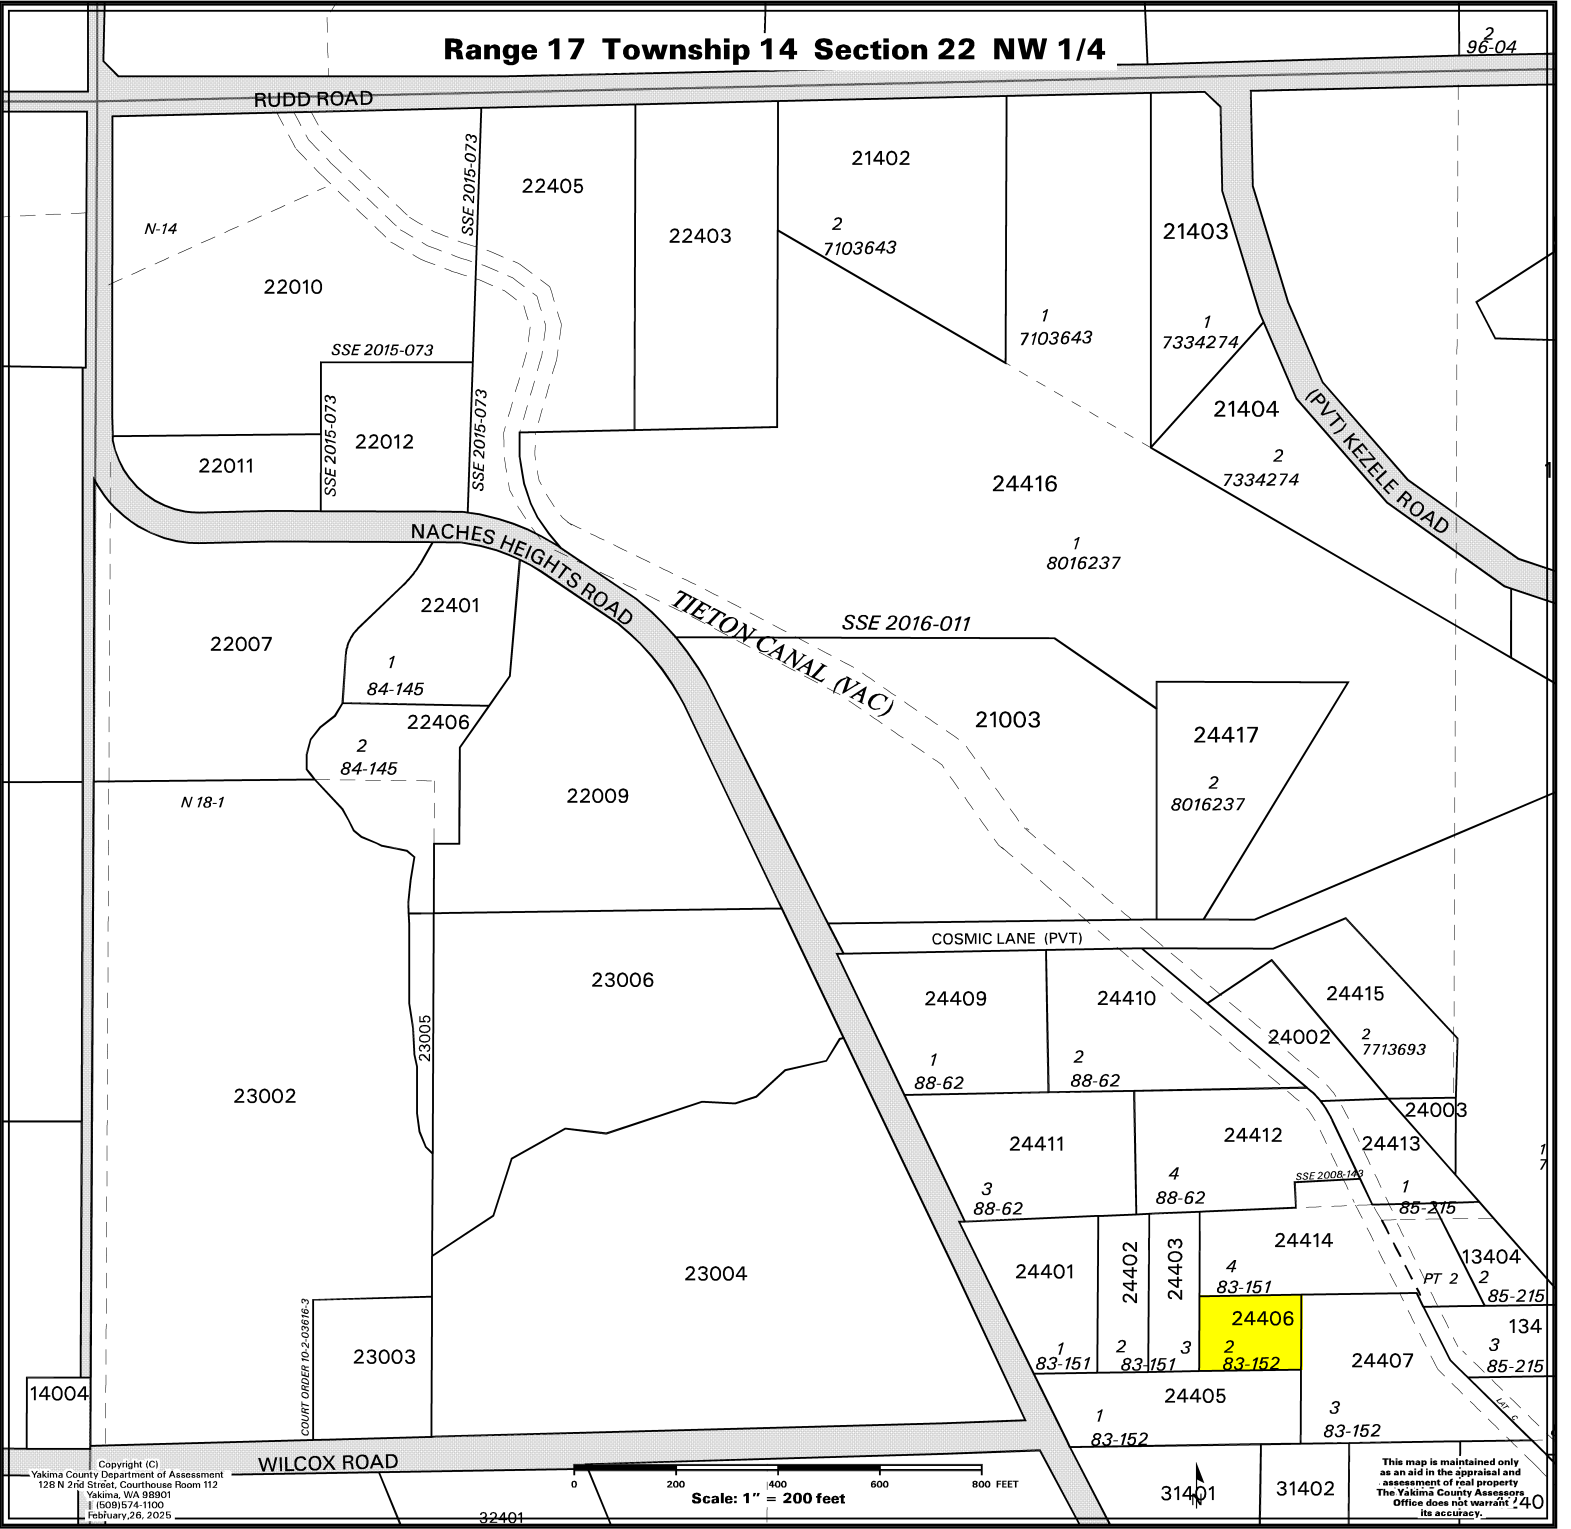 Range 17 Township 14 Section 22 NW 1/4
2
96-04
RUDD ROAD
N-14
22010
SSE 2015-073
22405
22403
21402
2
7103643
1
7103643
21403
1
7334274
21404
2
7334274
(PVT) KEZELE ROAD
SSE 2015-073
SSE 2015-073
SSE 2015-073
22011
22012
24416
1
8016237
NACHES HEIGHTS ROAD
22401
1
84-145
22007
22406
2
84-145
N 18-1
22009
TIETON CANAL (VAC)
SSE 2016-011
21003
24417
2
8016237
COSMIC LANE (PVT)
23006
23005
23002
24409
1
88-62
24410
2
88-62
24415
2
7713693
24002
24003
24411
3
88-62
24412
4
88-62
24413
SSE 2008-143
1
85-215
1
7
23004
24401
1
83-151
24402
2
83-151
24403
3
24414
4
83-151
13404
PT 2
2
85-215
24406
2
83-152
134
3
85-215
24407
3
83-152
LAT C
24405
1
83-152
COURT ORDER 10-2-03616-3
23003
14004
WILCOX ROAD
Copyright (C)
Yakima County Department of Assessment
128 N 2nd Street, Courthouse Room 112
Yakima, WA 98901
(509)574-1100
February,26, 2025
32401
0 200 400 600 800 FEET
Scale: 1" = 200 feet
N
31401
31402
This map is maintained only
as an aid in the appraisal and
assessment of real property
The Yakima County Assessors
Office does not warrant
its accuracy.